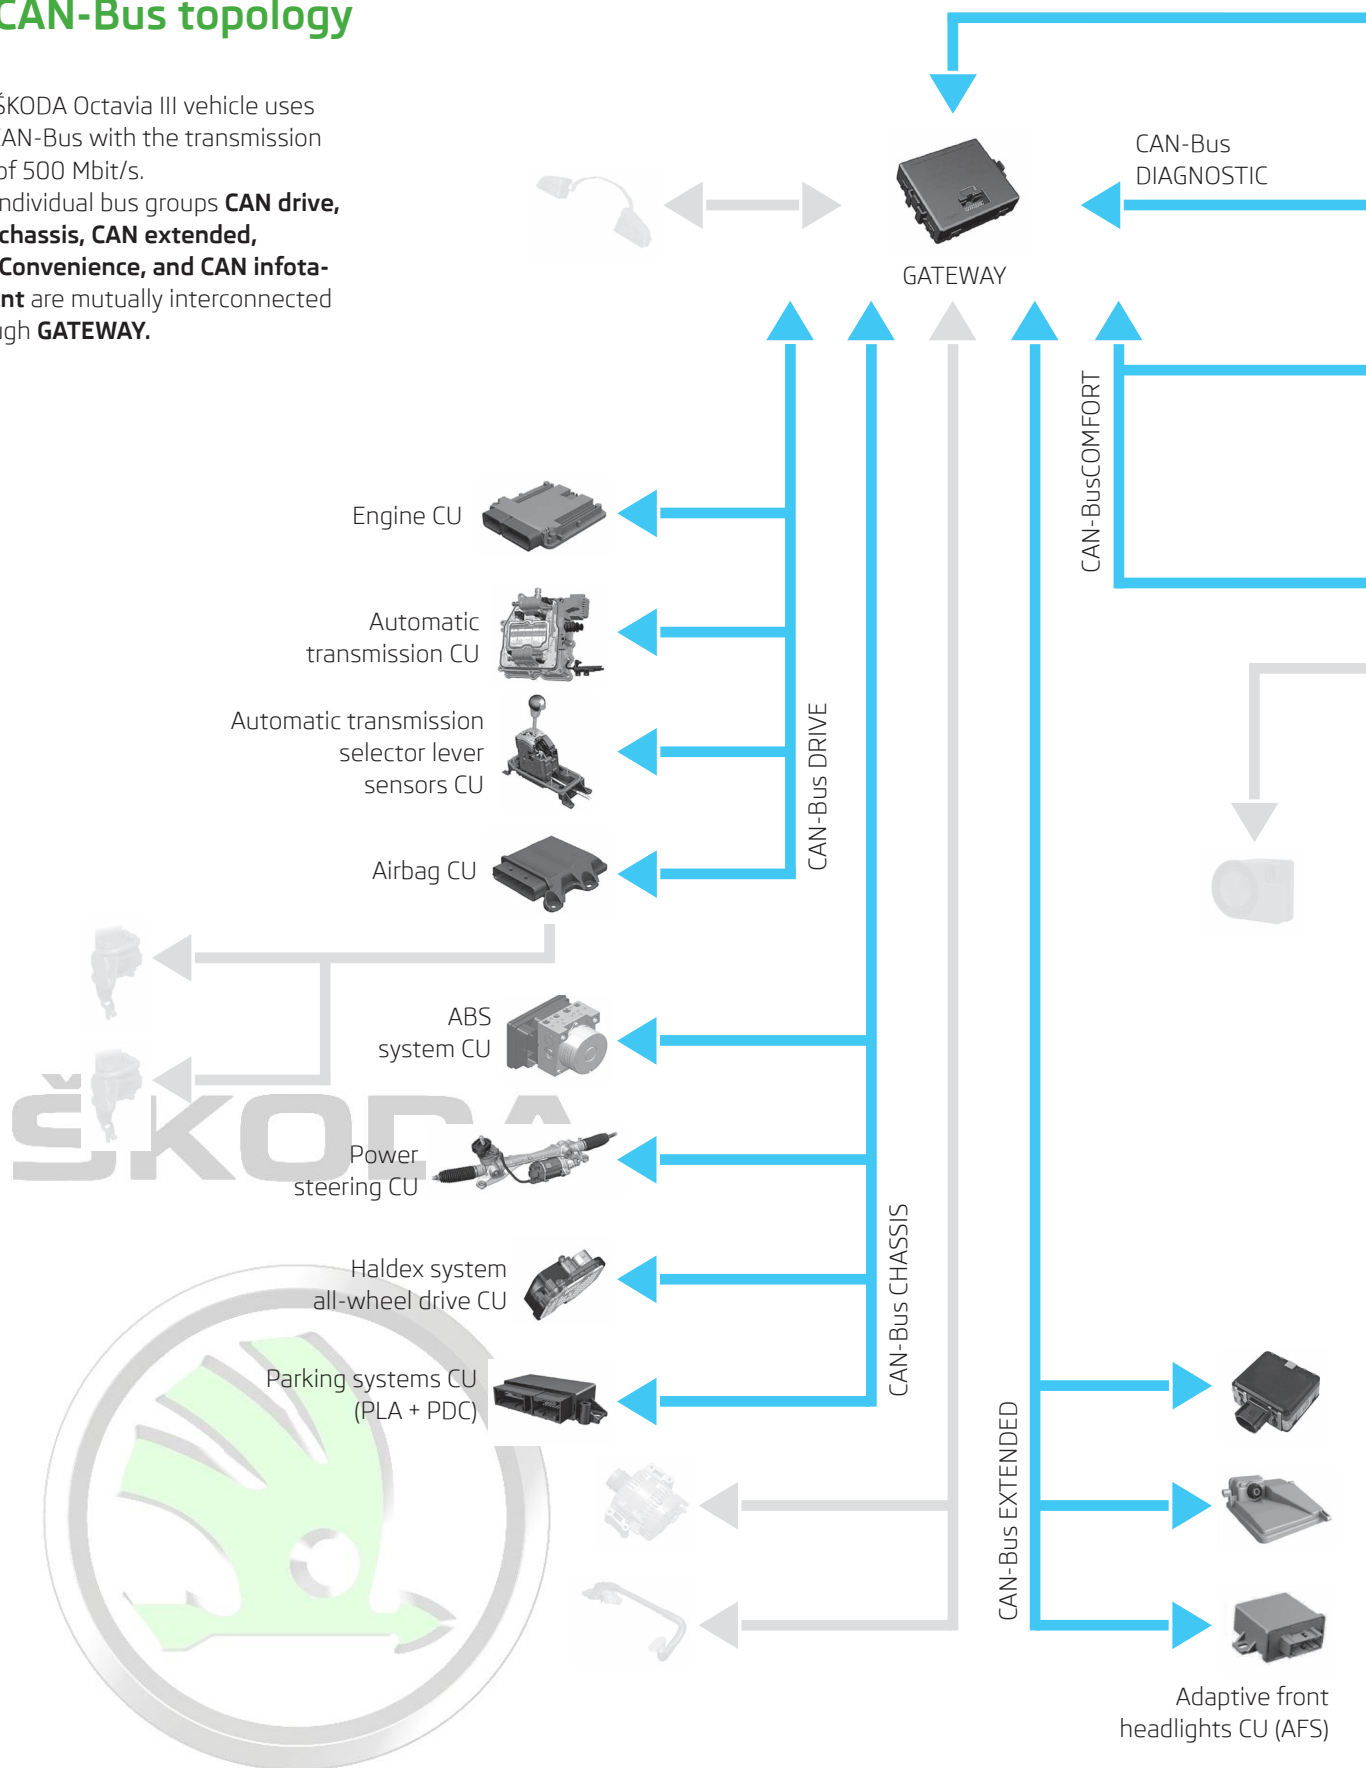 CAN-Bus topology
ŠKODA Octavia III vehicle uses
CAN-Bus with the transmission
of 500 Mbit/s.
ndividual bus groups CAN drive,
chassis, CAN extended,
Convenience, and CAN infota-
nt are mutually interconnected
ugh GATEWAY.
CAN-Bus
DIAGNOSTIC
GATEWAY
CAN-BusCOMFORT
Engine CU
Automatic
transmission CU
Automatic transmission
selector lever
sensors CU
CAN-Bus DRIVE
Airbag CU
ABS
system CU
ŠKODA
Power
steering CU
CAN-Bus CHASSIS
Haldex system
all-wheel drive CU
Parking systems CU
(PLA + PDC)
CAN-Bus EXTENDED
Adaptive front
headlights CU (AFS)